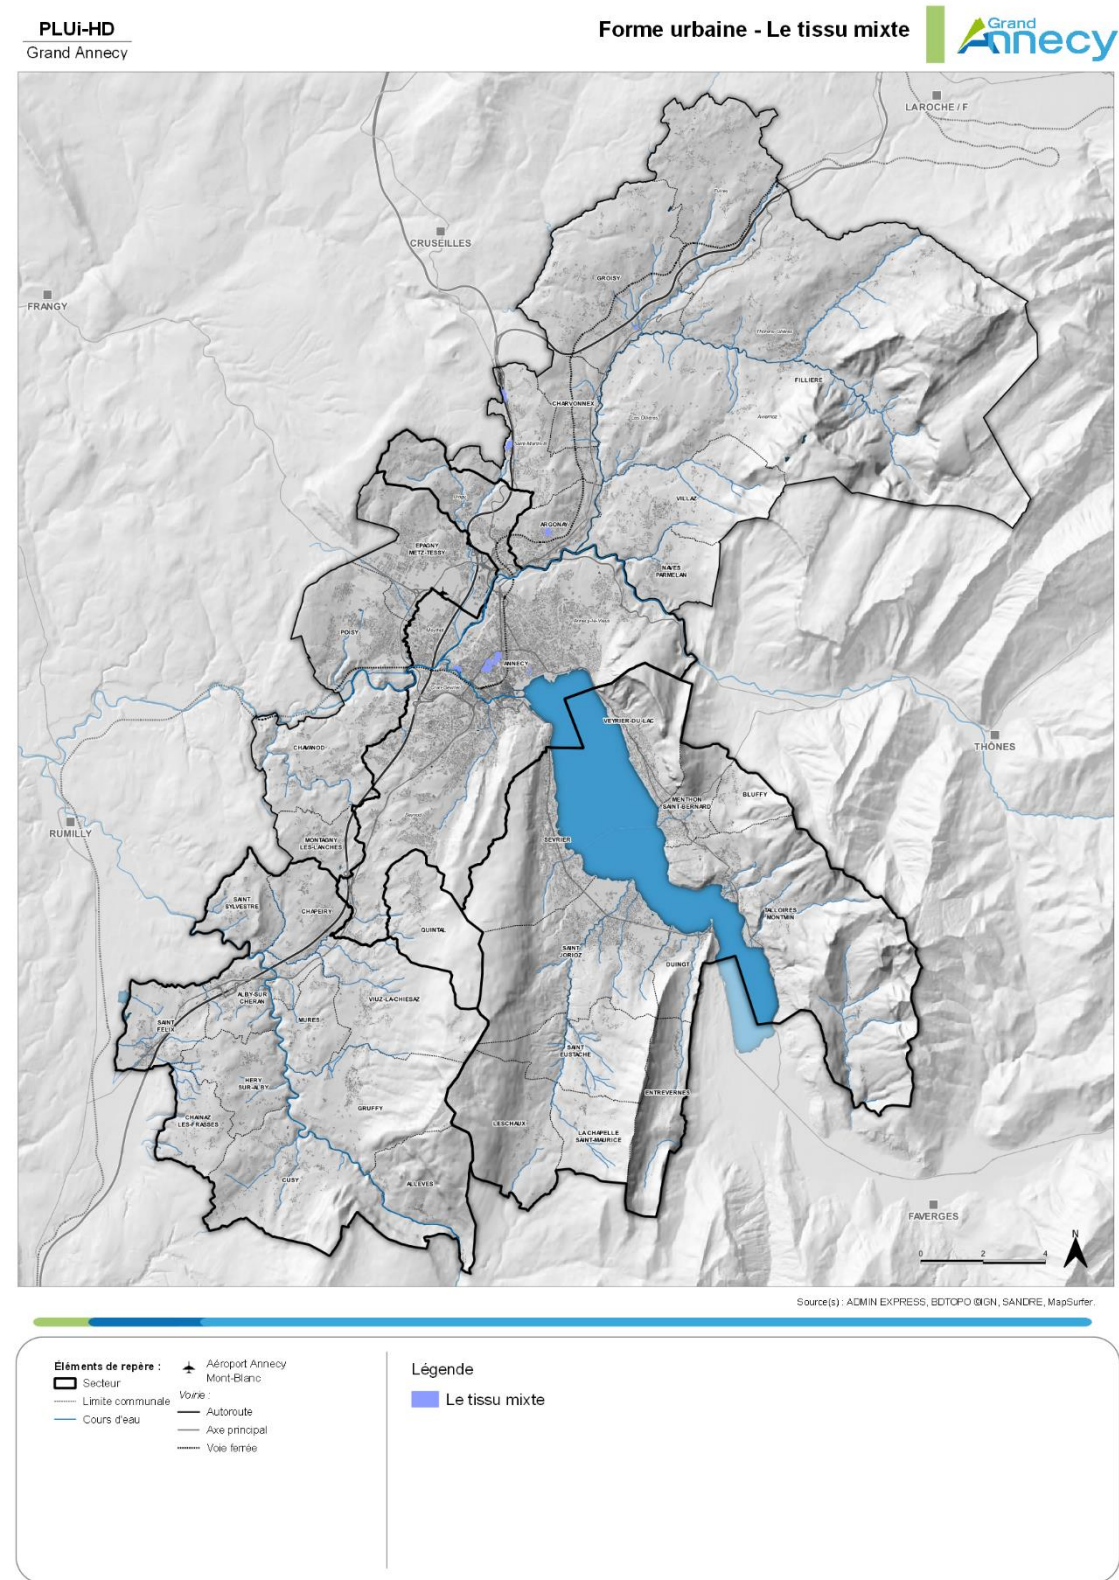 PLUi-HD
Grand Annecy
Forme urbaine - Le tissu mixte
Grand
Annecy
LAROCHE / F
CRUSEILLES
FRANGY
GROISY
FILLIERE
CHARVONNEX
VILLAZ
ARGONAY
EPAGNY
METZ-TESSY
NAVES
PARMELAN
POISY
ANNECY
VEYRIER-DU-LAC
THÔNES
CHAVANOD
BLUFFY
MENTHON
SAINT-BERNARD
RUMILLY
MONTAGNY
LES-LANCHES
SEVRIER
SAINT
SYLVESTRE
CHAPEIRY
TALLOIRES
MONTMIN
QUINTAL
SAINT
JORIOZ
DUINGT
VIUZ-LA-CHIESAZ
ALBY-SUR
CHERAN
MURES
SAINT
FELIX
SAINT
EUSTACHE
HERY
SUR-ALBY
ENTREVERNES
GRUFFY
CHAINAZ
LES-FRASSES
LESCHAUX
LA CHAPELLE
SAINT-MAURICE
CUSY
ALLEVES
FAVERGES
N
0 2 4
Source(s) : ADMIN EXPRESS, BDTOPO ©IGN, SANDRE, MapSurfer.
Éléments de repère :
Secteur
Limite communale
Cours d'eau
Aéroport Annecy
Mont-Blanc
Voirie :
Autoroute
Axe principal
Voie ferrée
Légende
Le tissu mixte